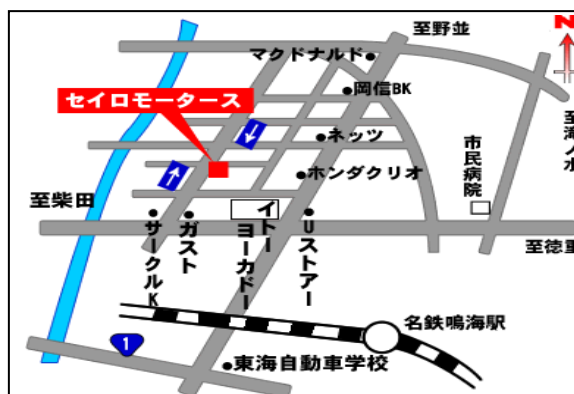 至野並
N
マクドナルド
岡信BK
セイロモータース
至滝ノ水
ネッツ
市民病院
ホンダクリオ
至柴田
イトーヨーカドー
Uストアー
サークルK
ガスト
至徳重
名鉄鳴海駅
1
東海自動車学校